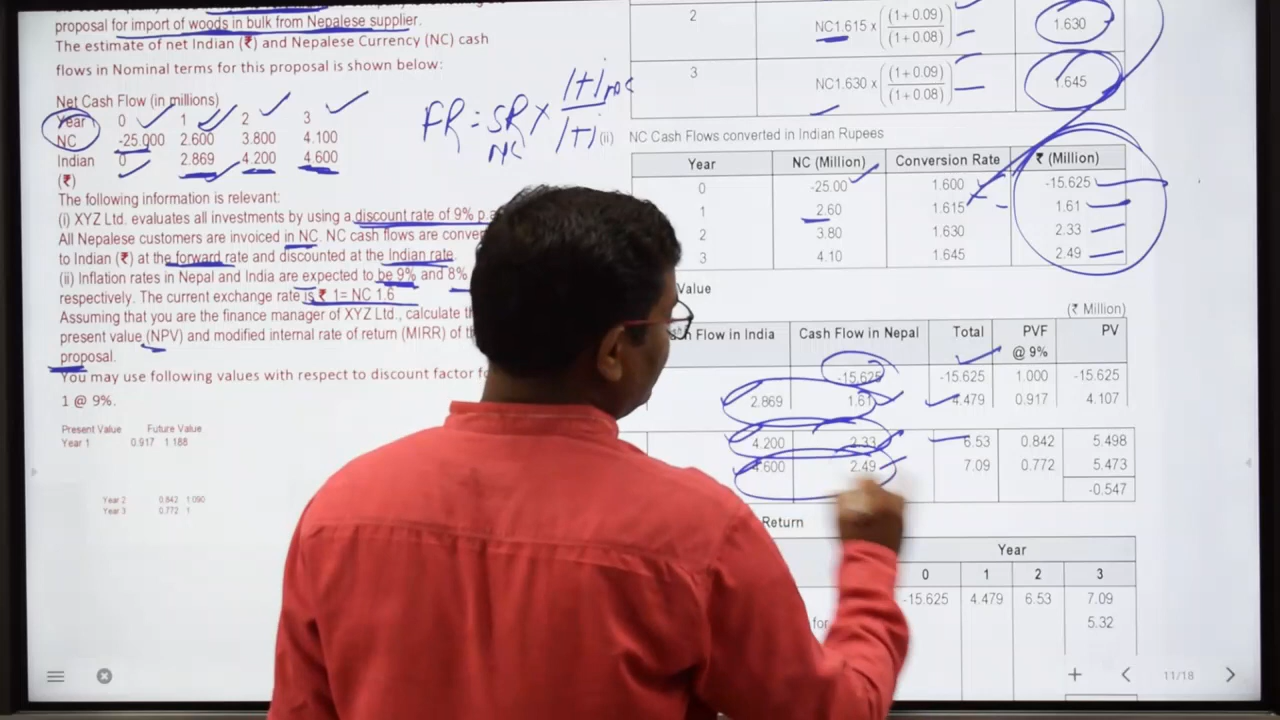 proposal for import of woods in bulk from Nepalese supplier.
The estimate of net Indian (₹) and Nepalese Currency (NC) cash
flows in Nominal terms for this proposal is shown below:
Net Cash Flow (in millions)
Year 0 1 2 3
NC -25.000 2.600 3.800 4.100
Indian 0 2.869 4.200 4.600
(₹)
The following information is relevant:
(i) XYZ Ltd. evaluates all investments by using a discount rate of 9% p.a
All Nepalese customers are invoiced in NC. NC cash flows are conver
to Indian (₹) at the forward rate and discounted at the Indian rate.
(ii) Inflation rates in Nepal and India are expected to be 9% and 8%
respectively. The current exchange rate is ₹ 1= NC 1.6
Assuming that you are the finance manager of XYZ Ltd., calculate th
present value (NPV) and modified internal rate of return (MIRR) of th
proposal.
You may use following values with respect to discount factor fo
1 @ 9%.
Present Value Future Value
Year 1 0.917 1.188
Year 2 0.842 1.090
Year 3 0.772 1
FR = SR × 1+i NC
NC 1+i
2 NC1.615 x (1+0.09) 1.630
(1+0.08)
3 NC1.630 x (1+0.09) 1.645
(1+0.08)
(ii) NC Cash Flows converted in Indian Rupees
Year NC (Million) Conversion Rate ₹ (Million)
0 -25.00 1.600 -15.625
1 2.60 1.615 1.61
2 3.80 1.630 2.33
3 4.10 1.645 2.49
Value
(₹ Million)
h Flow in India Cash Flow in Nepal Total PVF PV
@ 9%
-15.625 -15.625 1.000 -15.625
2.869 1.61 4.479 0.917 4.107
4.200 2.33 6.53 0.842 5.498
4.600 2.49 7.09 0.772 5.473
-0.547
Return
Year
0 1 2 3
-15.625 4.479 6.53 7.09
for 5.32
11/18